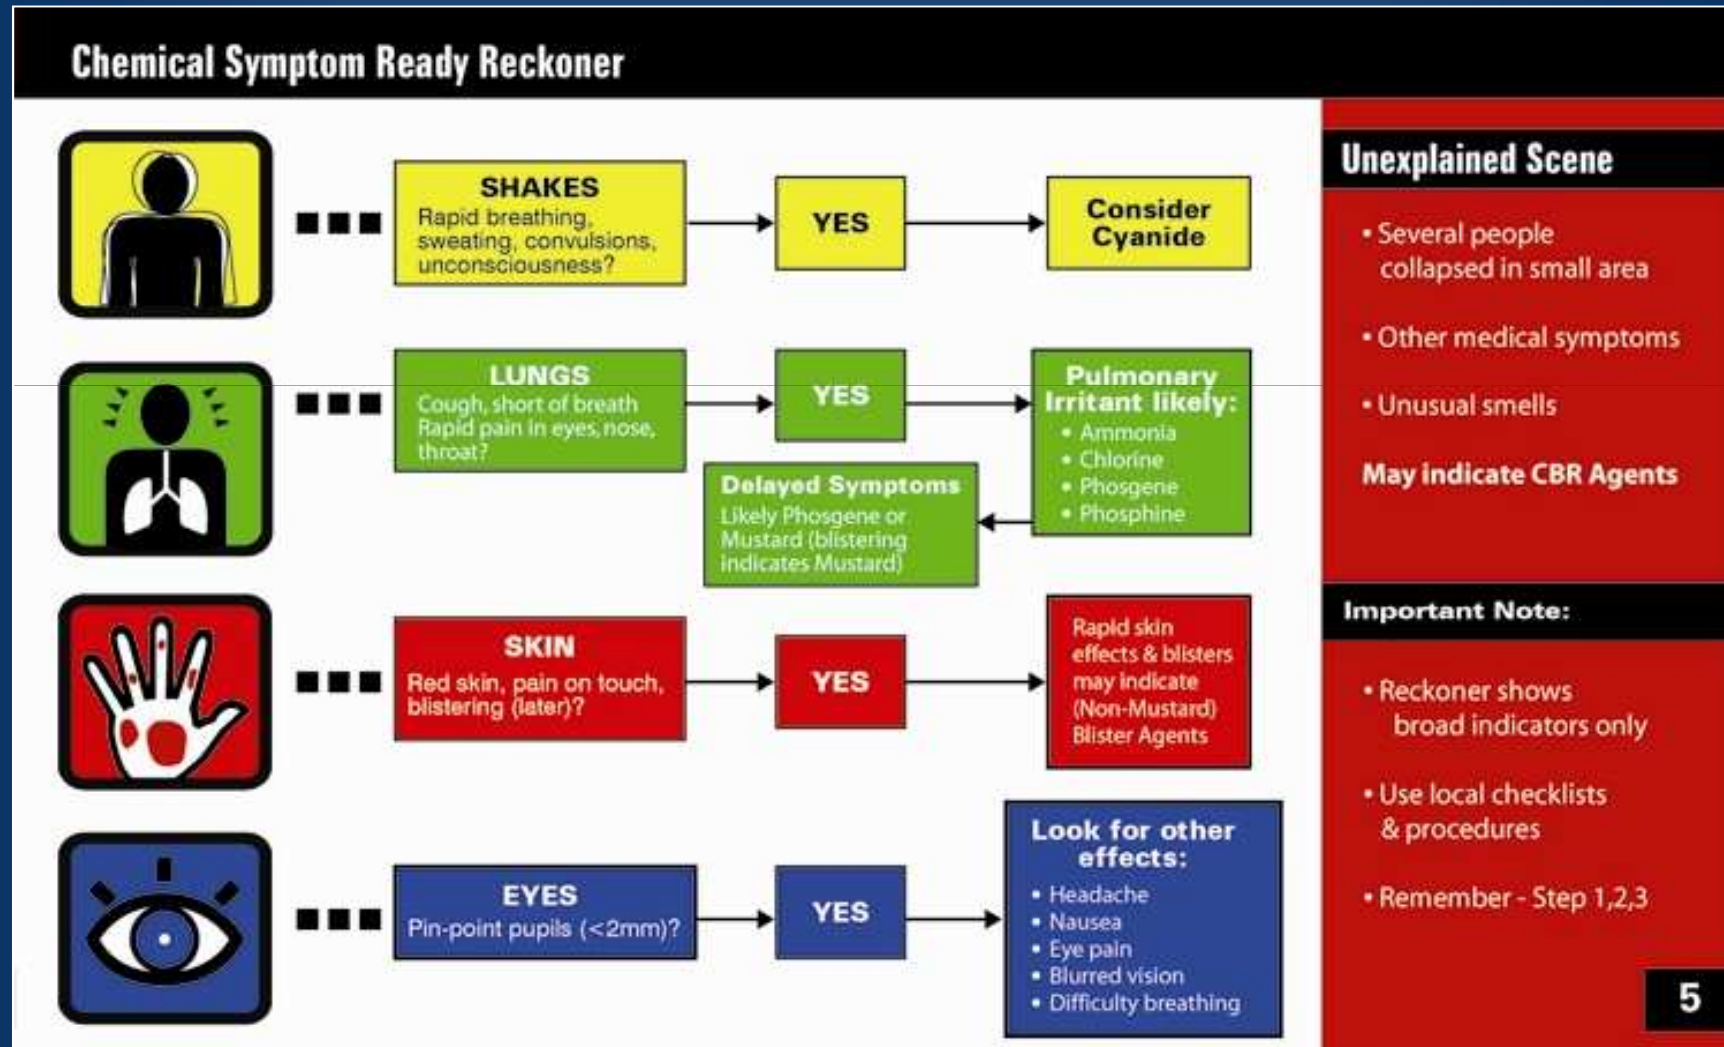 Chemical Symptom Ready Reckoner
SHAKES
Rapid breathing,
sweating, convulsions,
unconsciousness?
YES
Consider
Cyanide
LUNGS
Cough, short of breath
Rapid pain in eyes, nose,
throat?
YES
Pulmonary
Irritant likely:
• Ammonia
• Chlorine
• Phosgene
• Phosphine
Delayed Symptoms
Likely Phosgene or
Mustard (blistering
indicates Mustard)
SKIN
Red skin, pain on touch,
blistering (later)?
YES
Rapid skin
effects & blisters
may indicate
(Non-Mustard)
Blister Agents
EYES
Pin-point pupils (<2mm)?
YES
Look for other
effects:
• Headache
• Nausea
• Eye pain
• Blurred vision
• Difficulty breathing
Unexplained Scene
• Several people
collapsed in small area
• Other medical symptoms
• Unusual smells
May indicate CBR Agents
Important Note:
• Reckoner shows
broad indicators only
• Use local checklists
& procedures
• Remember - Step 1,2,3
5